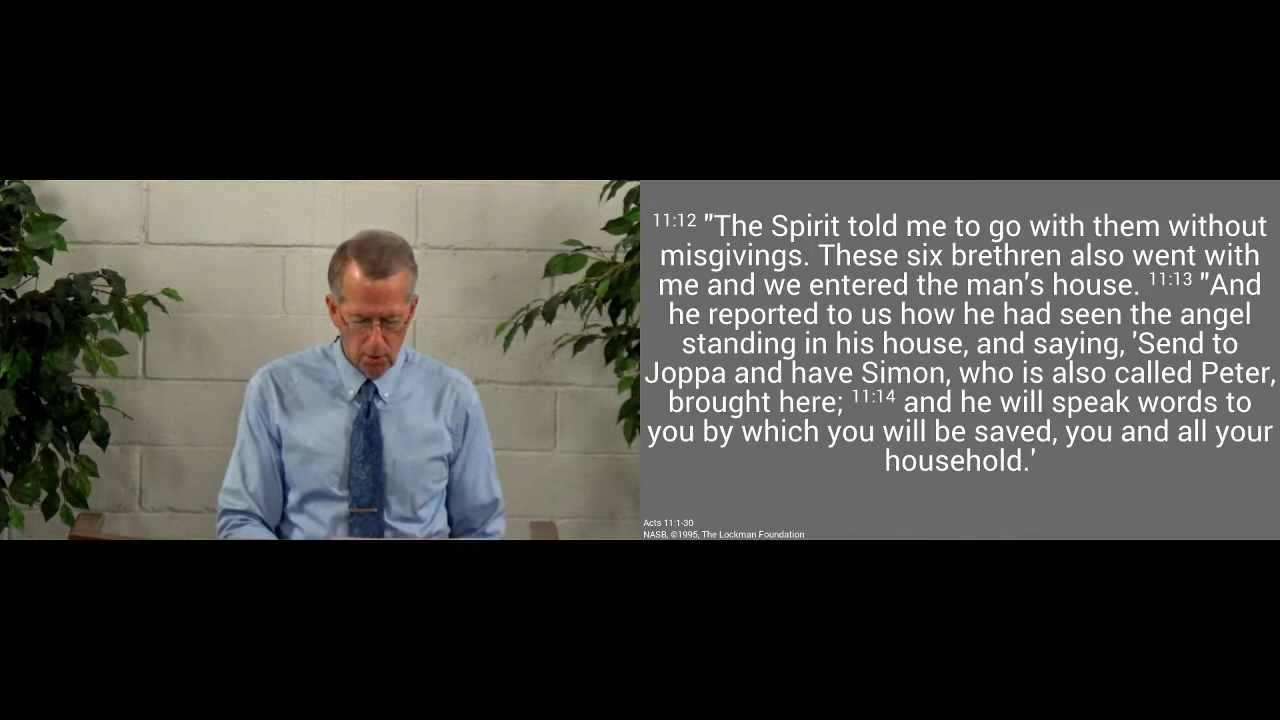 11:12 "The Spirit told me to go with them without
misgivings. These six brethren also went with
me and we entered the man's house. 11:13 "And
he reported to us how he had seen the angel
standing in his house, and saying, 'Send to
Joppa and have Simon, who is also called Peter,
brought here; 11:14 and he will speak words to
you by which you will be saved, you and all your
household.'
Acts 11:1-30
NASB, ©1995, The Lockman Foundation